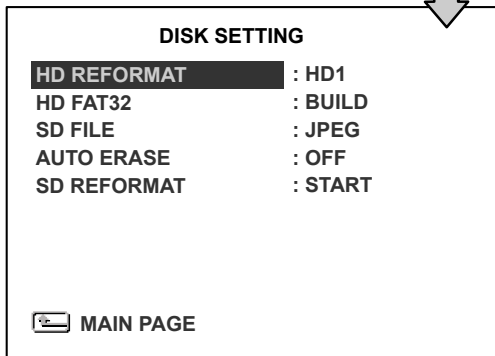 DISK SETTING
HD REFORMAT : HD1
HD FAT32 : BUILD
SD FILE : JPEG
AUTO ERASE : OFF
SD REFORMAT : START
MAIN PAGE